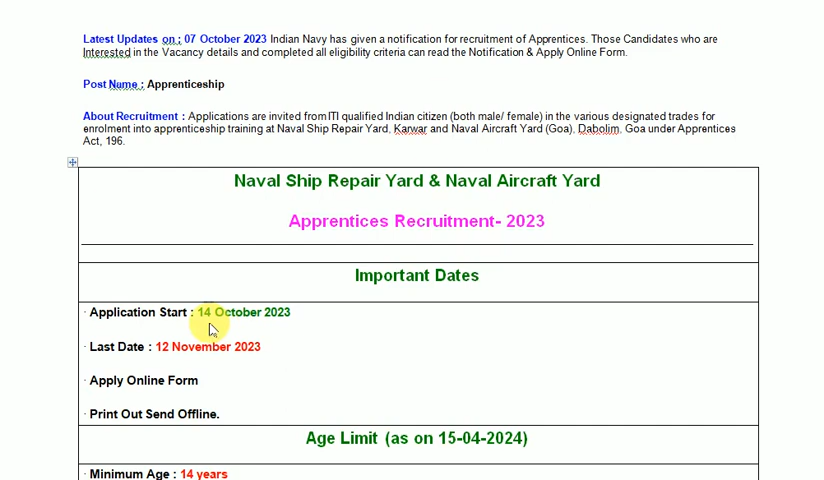 Latest Updates on : 07 October 2023 Indian Navy has given a notification for recruitment of Apprentices. Those Candidates who are
Interested in the Vacancy details and completed all eligibility criteria can read the Notification & Apply Online Form.
Post Name : Apprenticeship
About Recruitment : Applications are invited from ITI qualified Indian citizen (both male/ female) in the various designated trades for
enrolment into apprenticeship training at Naval Ship Repair Yard, Karwar and Naval Aircraft Yard (Goa), Dabolim, Goa under Apprentices
Act, 196.
Naval Ship Repair Yard & Naval Aircraft Yard
Apprentices Recruitment- 2023
Important Dates
· Application Start : 14 October 2023
· Last Date : 12 November 2023
· Apply Online Form
· Print Out Send Offline.
Age Limit (as on 15-04-2024)
· Minimum Age : 14 years